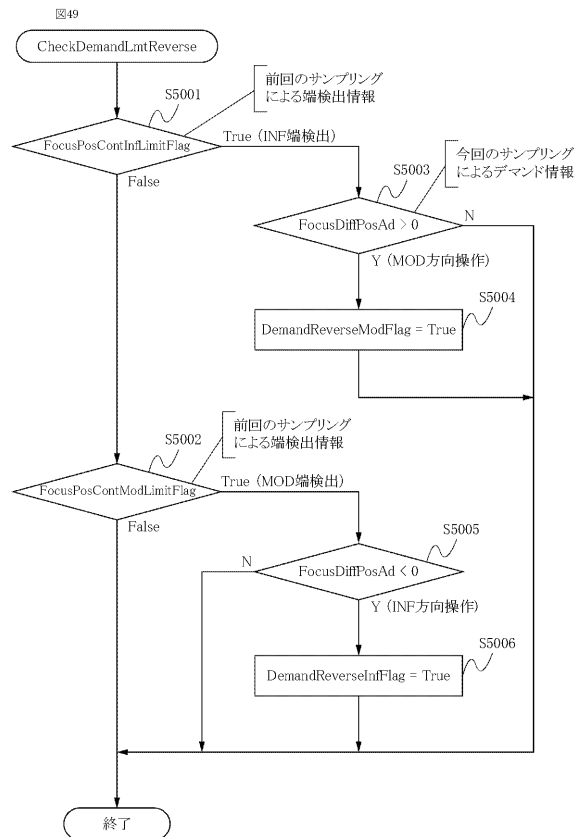 図49
CheckDemandLmtReverse
前回のサンプリング
による端検出情報
S5001
FocusPosContInfLimitFlag
True (INF端検出)
False
今回のサンプリング
によるデマンド情報
S5003
FocusDiffPosAd > 0
N
Y (MOD方向操作)
S5004
DemandReverseModFlag = True
前回のサンプリング
による端検出情報
S5002
FocusPosContModLimitFlag
True (MOD端検出)
False
S5005
N
FocusDiffPosAd < 0
Y (INF方向操作)
S5006
DemandReverseInfFlag = True
終了